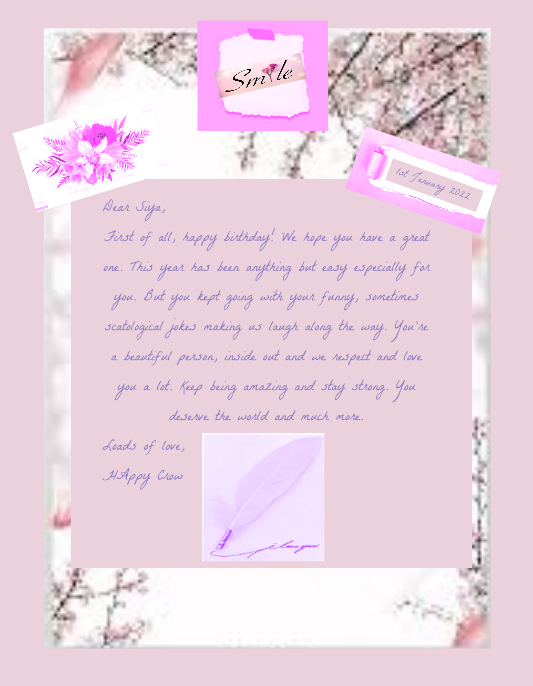 Smile
1st January 2022
Dear Siya,
First of all, happy birthday! We hope you have a great
one. This year has been anything but easy especially for
you. But you kept going with your funny, sometimes
scatological jokes making us laugh along the way. You're
a beautiful person, inside out and we respect and love
you a lot. Keep being amazing and stay strong. You
deserve the world and much more.
Loads of love,
HAppy Crow